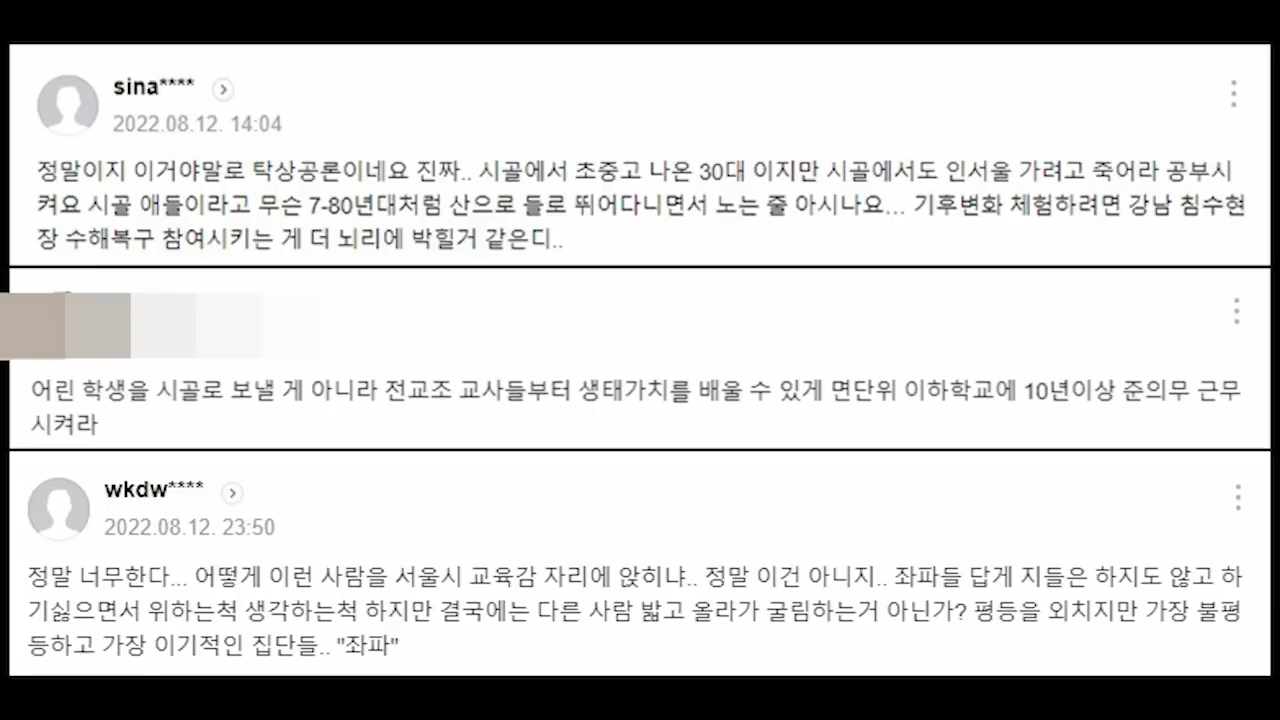 sina****
2022.08.12. 14:04
정말이지 이거야말로 탁상공론이네요 진짜.. 시골에서 초중고 나온 30대 이지만 시골에서도 인서울 가려고 죽어라 공부시
켜요 시골 애들이라고 무슨 7-80년대처럼 산으로 들로 뛰어다니면서 노는 줄 아시나요... 기후변화 체험하려면 강남 침수현
장 수해복구 참여시키는 게 더 뇌리에 박힐거 같은디..
어린 학생을 시골로 보낼 게 아니라 전교조 교사들부터 생태가치를 배울 수 있게 면단위 이하학교에 10년이상 준의무 근무
시켜라
wkdw****
2022.08.12. 23:50
정말 너무한다... 어떻게 이런 사람을 서울시 교육감 자리에 앉히냐.. 정말 이건 아니지.. 좌파들 답게 지들은 하지도 않고 하
기싫으면서 위하는척 생각하는척 하지만 결국에는 다른 사람 밟고 올라가 굴림하는거 아닌가? 평등을 외치지만 가장 불평
등하고 가장 이기적인 집단들.. "좌파"